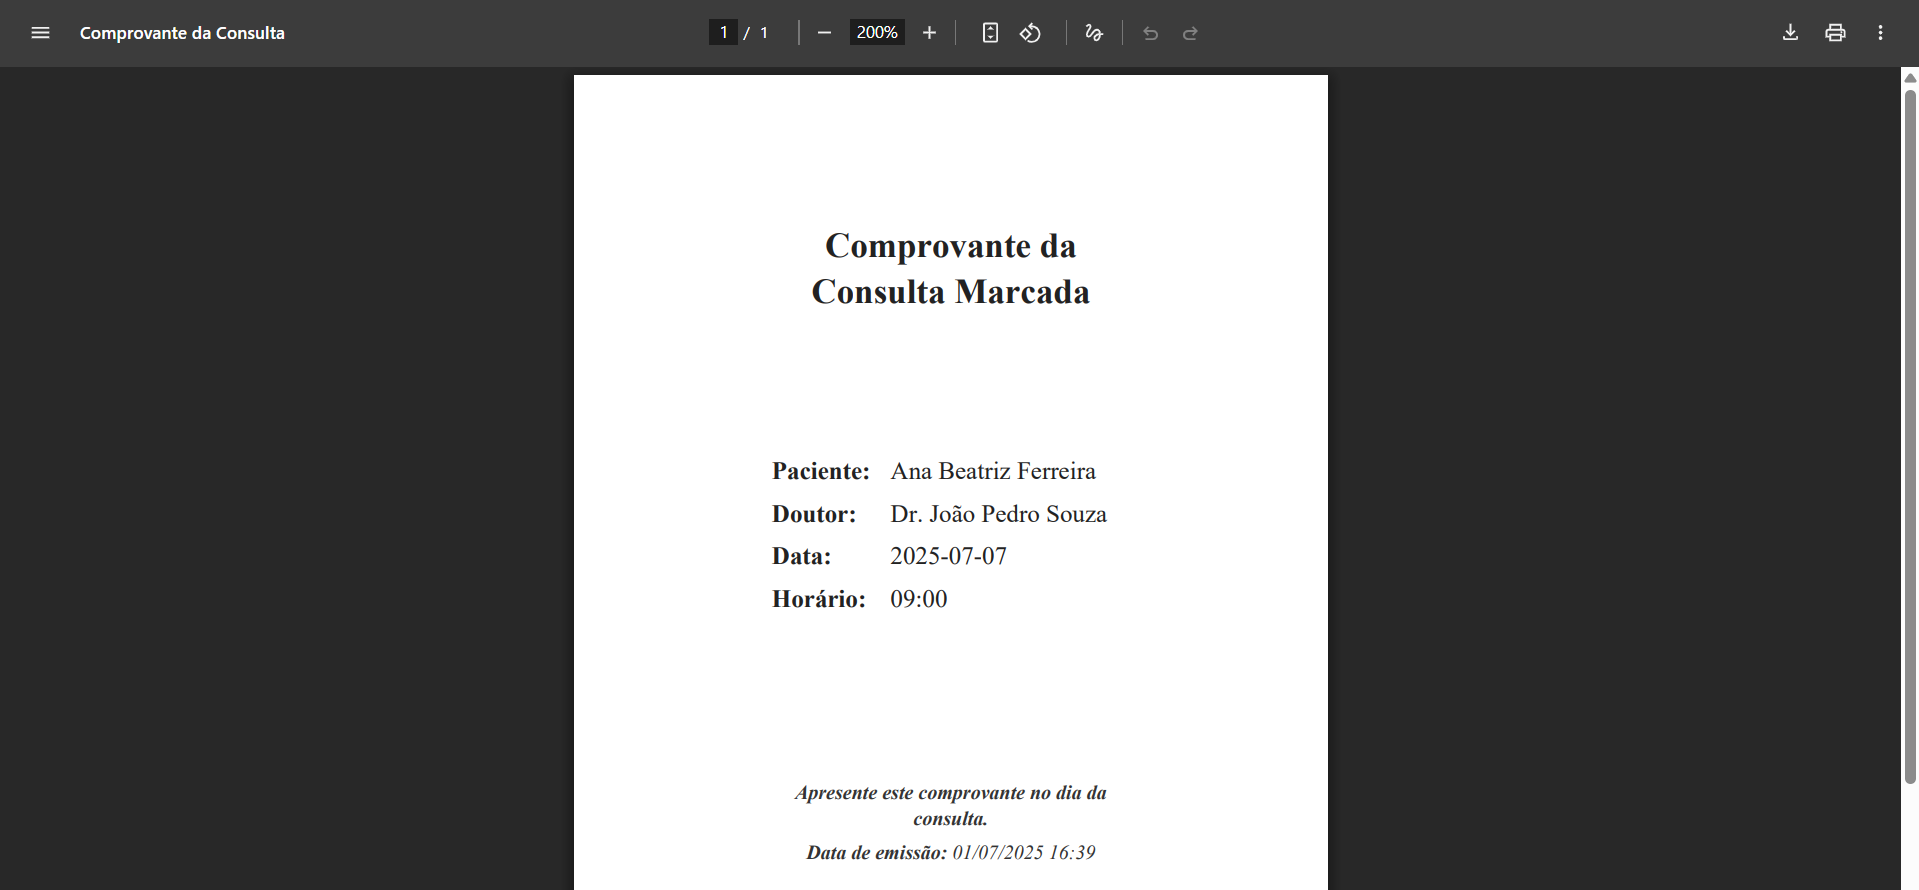 Comprovante da Consulta
1 / 1
200%
Comprovante da
Consulta Marcada
Paciente: Ana Beatriz Ferreira
Doutor: Dr. João Pedro Souza
Data: 2025-07-07
Horário: 09:00
Apresente este comprovante no dia da
consulta.
Data de emissão: 01/07/2025 16:39